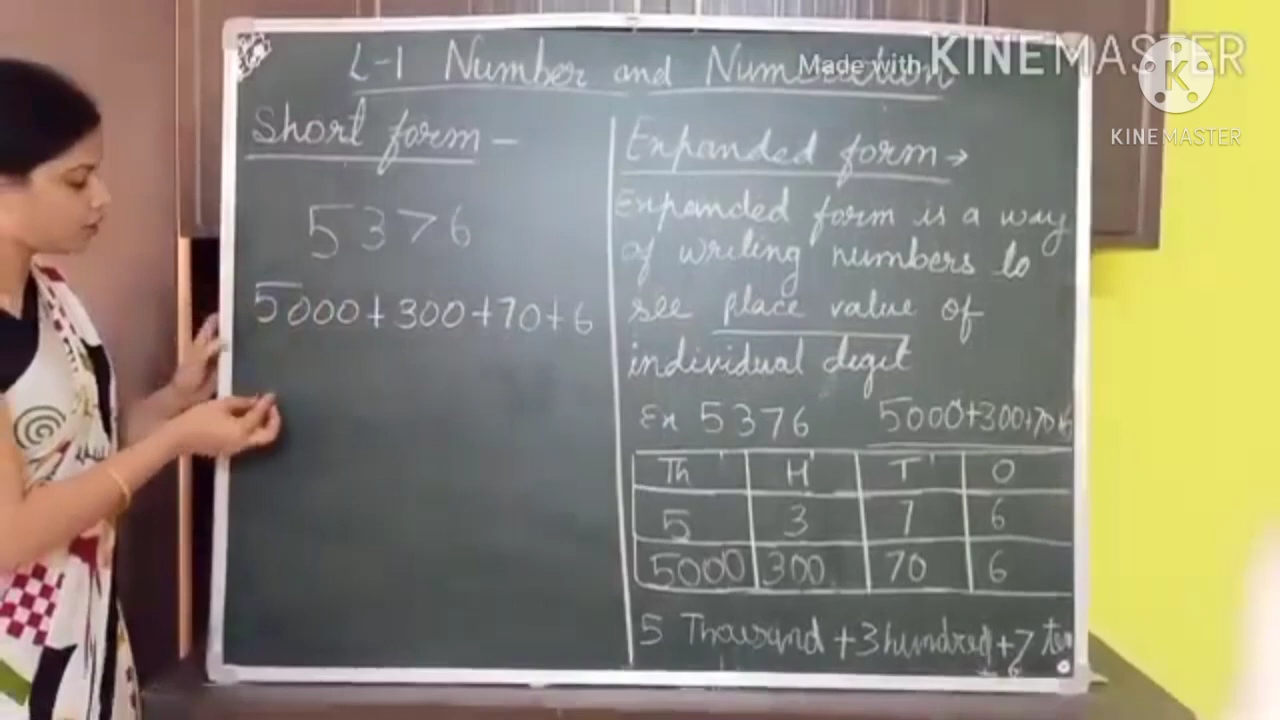 L-1 Number and Numeration
Made with KINEMASTER
KINEMASTER
Short form -
5376
5000+300+70+6
Expanded form →
Expanded form is a way
of writing numbers to
see place value of
individual digit
Ex 5376 5000+300+70+6
Th H T O
5 3 7 6
5000 300 70 6
5 Thousand + 3 hundred + 7 ten